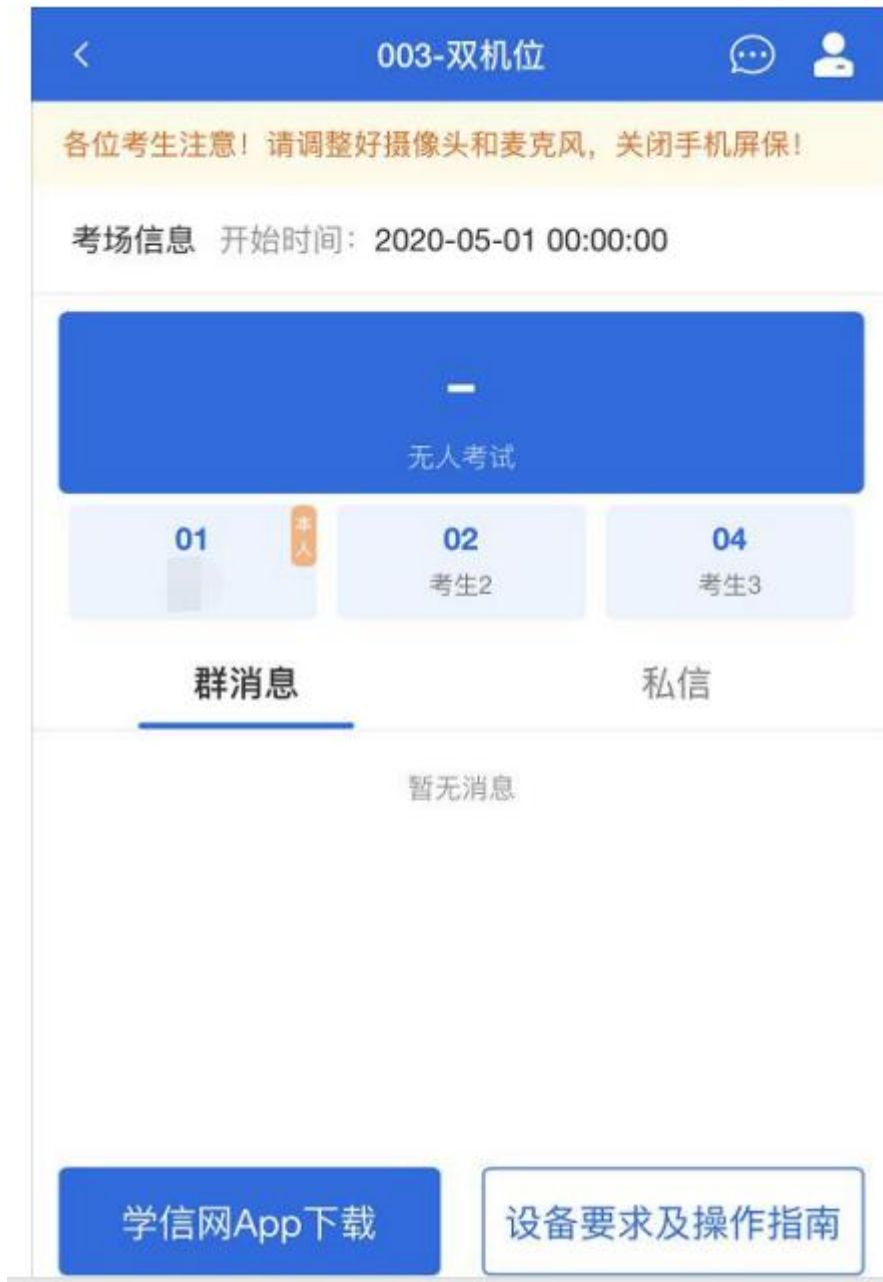 003-双机位
各位考生注意！请调整好摄像头和麦克风，关闭手机屏保！
考场信息 开始时间：2020-05-01 00:00:00
-
无人考试
01 本人 02 04
考生2 考生3
群消息 私信
暂无消息
学信网App下载 设备要求及操作指南